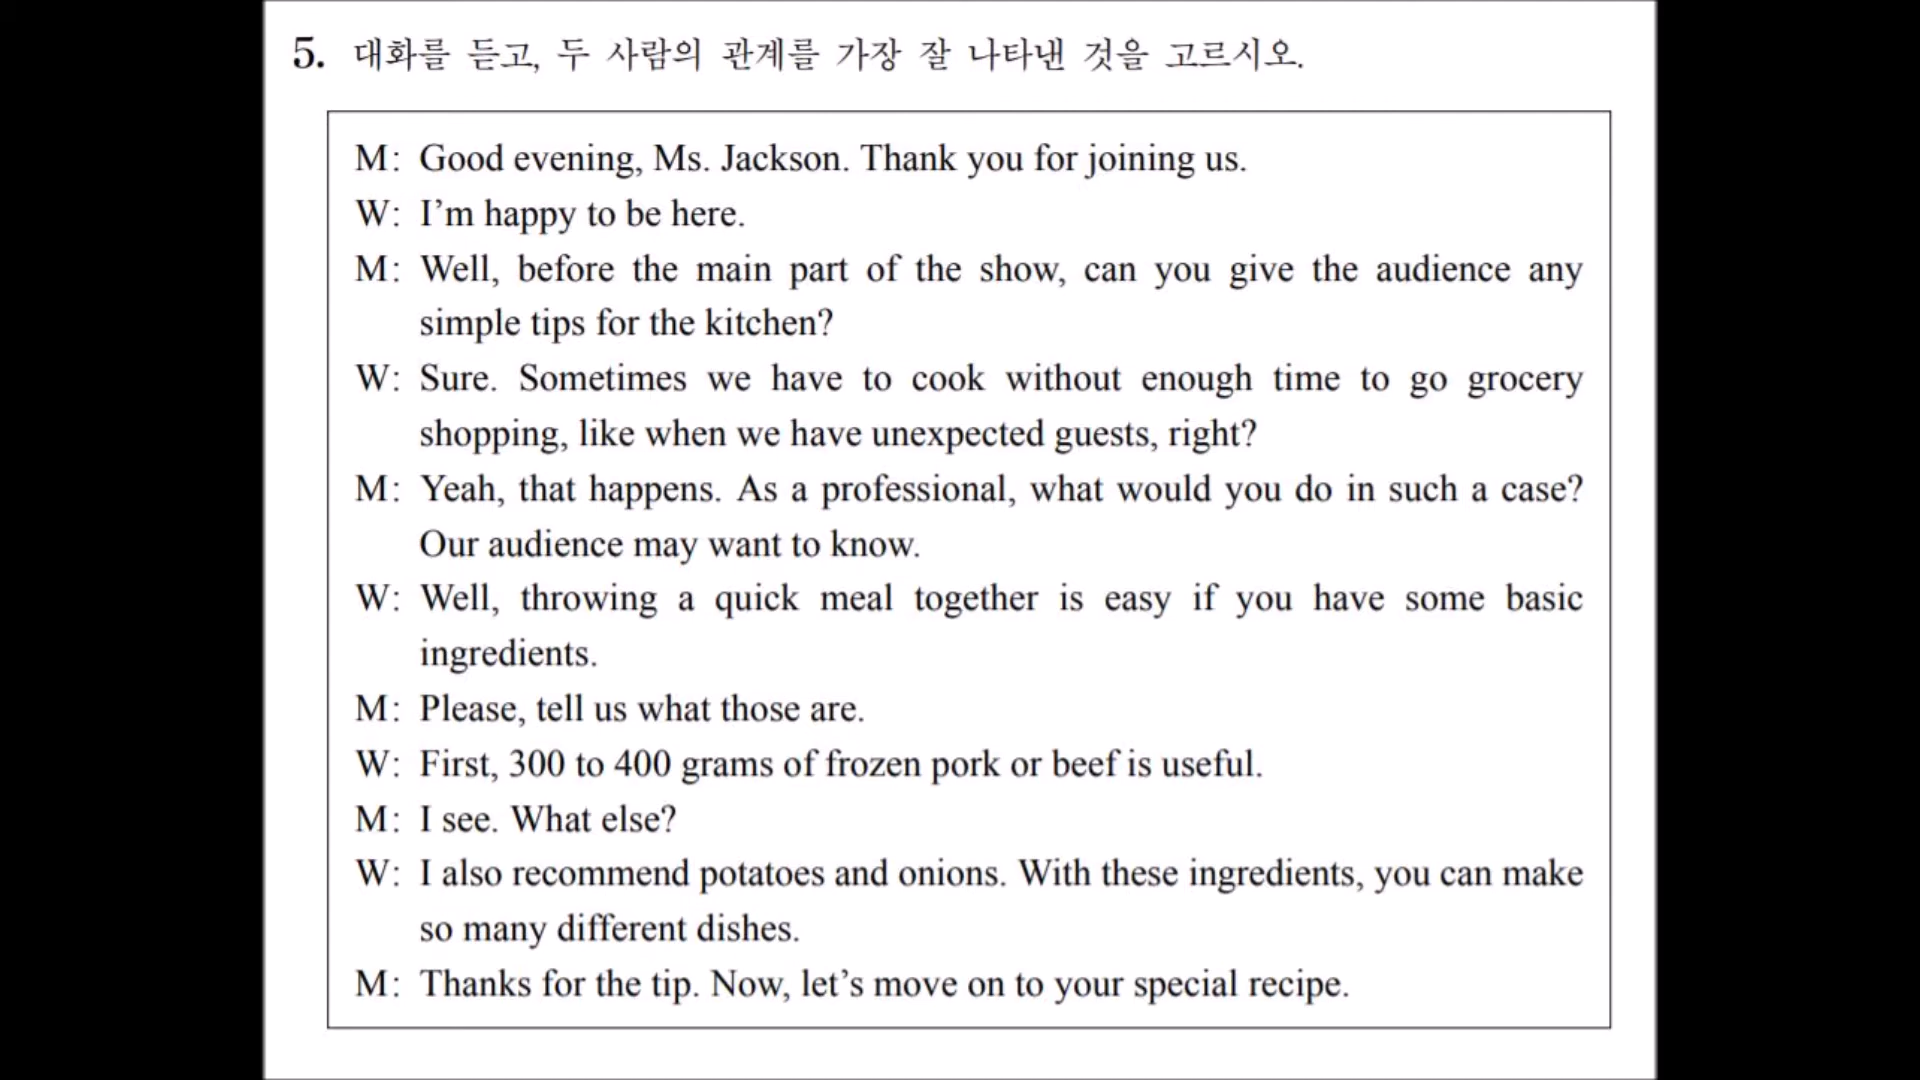 5. 대화를 듣고, 두 사람의 관계를 가장 잘 나타낸 것을 고르시오.
M: Good evening, Ms. Jackson. Thank you for joining us.
W: I’m happy to be here.
M: Well, before the main part of the show, can you give the audience any
simple tips for the kitchen?
W: Sure. Sometimes we have to cook without enough time to go grocery
shopping, like when we have unexpected guests, right?
M: Yeah, that happens. As a professional, what would you do in such a case?
Our audience may want to know.
W: Well, throwing a quick meal together is easy if you have some basic
ingredients.
M: Please, tell us what those are.
W: First, 300 to 400 grams of frozen pork or beef is useful.
M: I see. What else?
W: I also recommend potatoes and onions. With these ingredients, you can make
so many different dishes.
M: Thanks for the tip. Now, let’s move on to your special recipe.